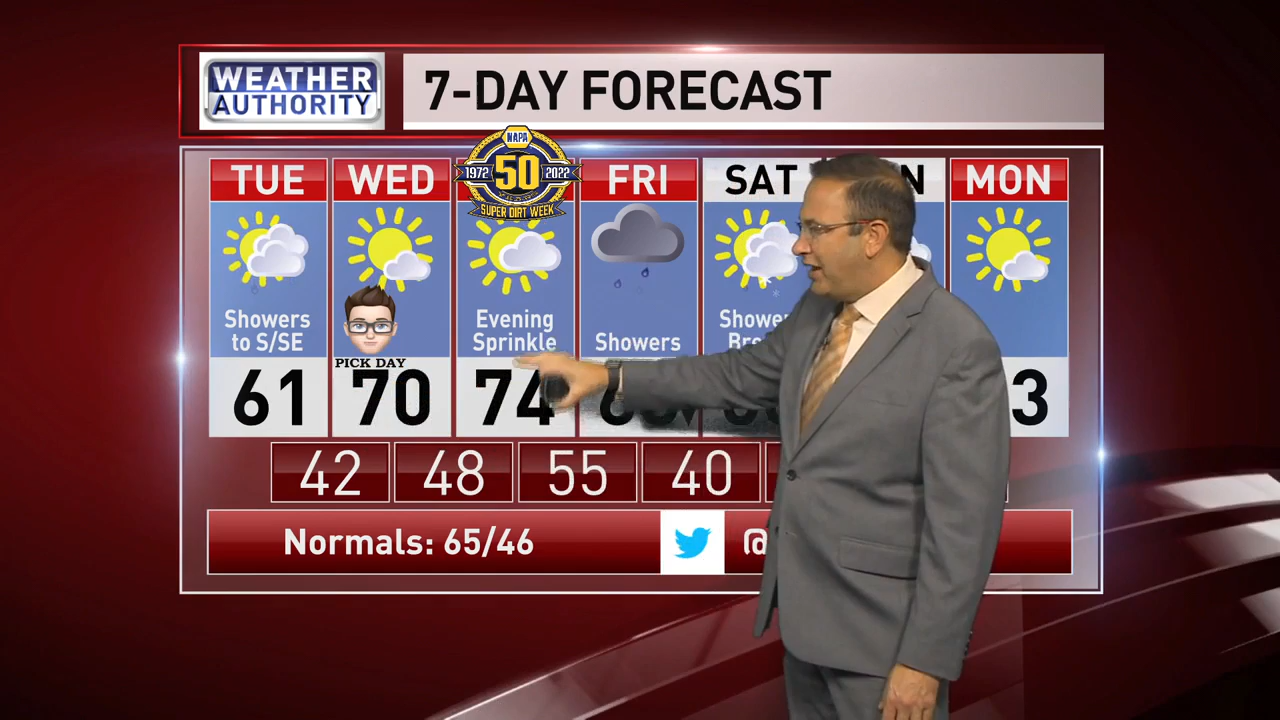 WEATHER
AUTHORITY
7-DAY FORECAST
NAPA
1972 50 2022
SUPER DIRT WEEK
TUE WED FRI SAT MON
Showers
to S/SE
Evening
Sprinkle
Showers
PICK DAY
61 70 74
42 48 55 40
Normals: 65/46
@